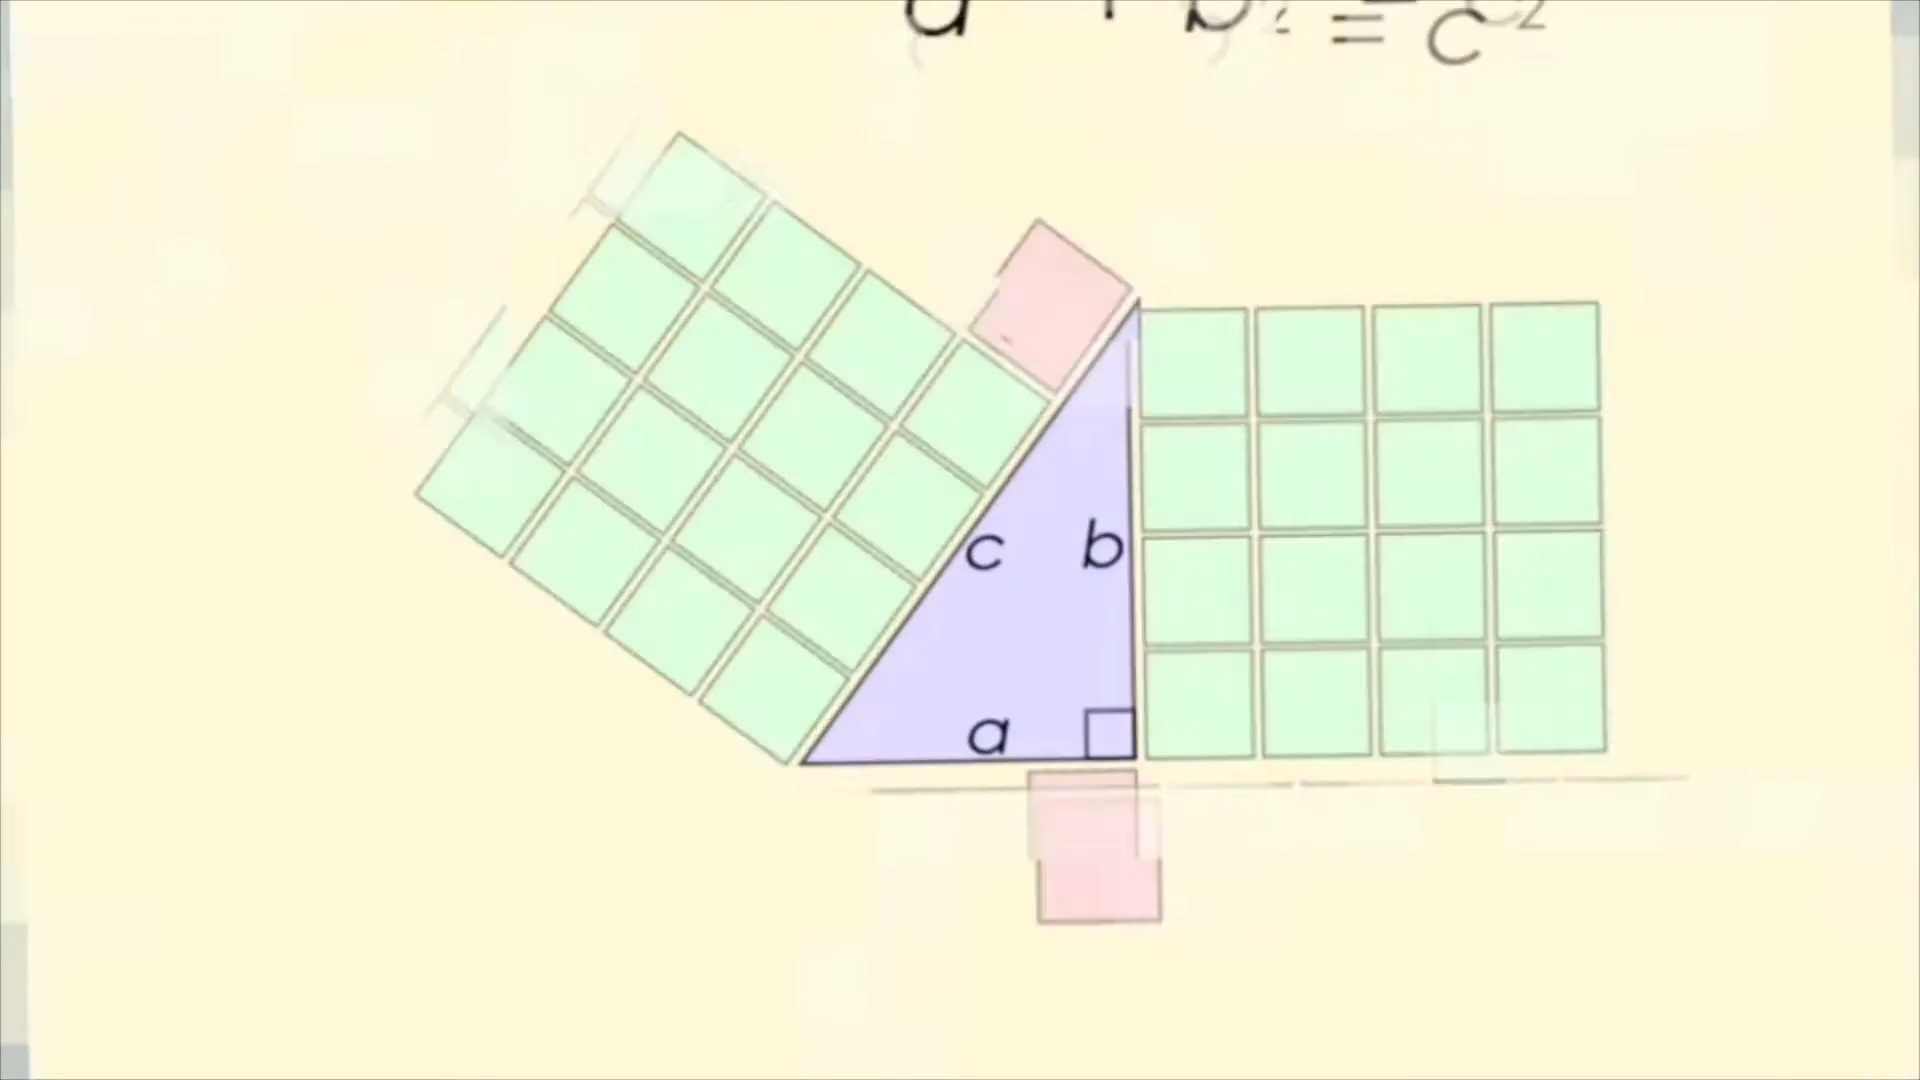 a² + b² = c²
c b
a